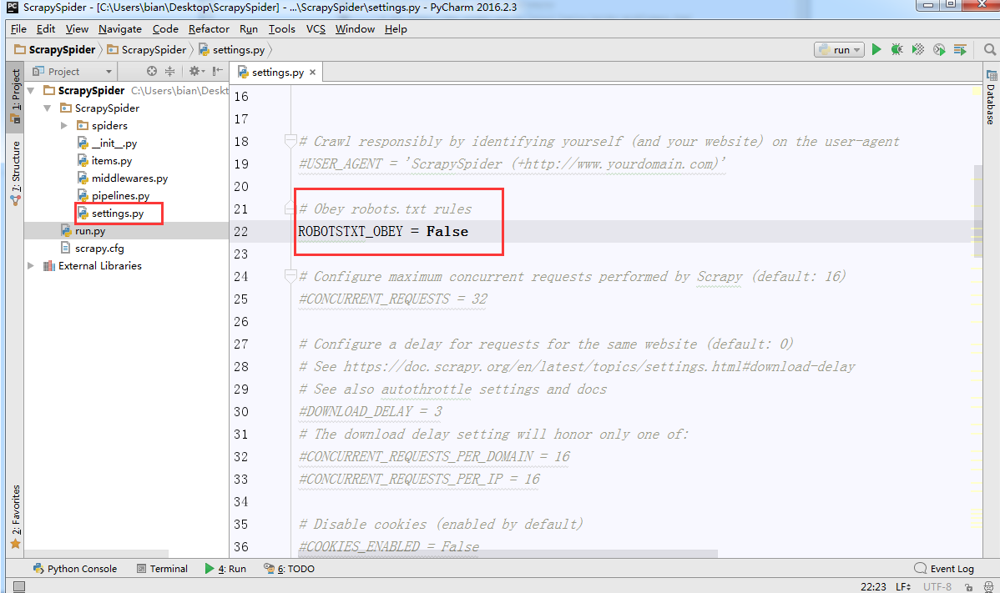 PC ScrapySpider - [C:\Users\bian\Desktop\ScrapySpider] - ...\ScrapySpider\settings.py - PyCharm 2016.2.3
File Edit View Navigate Code Refactor Run Tools VCS Window Help
ScrapySpider ScrapySpider settings.py run
1: Project
7: Structure
2: Favorites
Project
ScrapySpider C:\Users\bian\Deskt
ScrapySpider
spiders
__init__.py
items.py
middlewares.py
pipelines.py
settings.py
run.py
scrapy.cfg
External Libraries
settings.py
16
17
18 # Crawl responsibly by identifying yourself (and your website) on the user-agent
19 #USER_AGENT = 'ScrapySpider (+http://www.yourdomain.com)'
20
21 # Obey robots.txt rules
22 ROBOTSTXT_OBEY = False
23
24 # Configure maximum concurrent requests performed by Scrapy (default: 16)
25 #CONCURRENT_REQUESTS = 32
26
27 # Configure a delay for requests for the same website (default: 0)
28 # See https://doc.scrapy.org/en/latest/topics/settings.html#download-delay
29 # See also autothrottle settings and docs
30 #DOWNLOAD_DELAY = 3
31 # The download delay setting will honor only one of:
32 #CONCURRENT_REQUESTS_PER_DOMAIN = 16
33 #CONCURRENT_REQUESTS_PER_IP = 16
34
35 # Disable cookies (enabled by default)
36 #COOKIES_ENABLED = False
Database
Python Console Terminal 4: Run 6: TODO Event Log
22:23 LF UTF-8